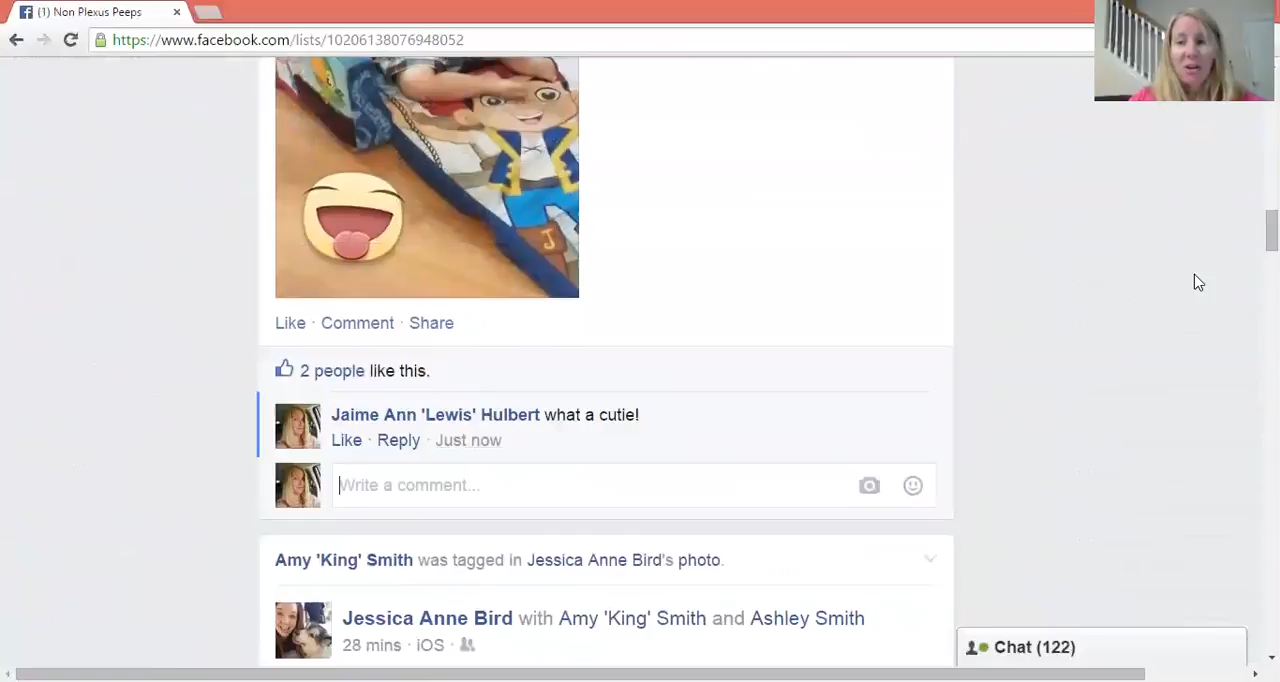 (1) Non Plexus Peeps
https://www.facebook.com/lists/10206138076948052
J
Like · Comment · Share
2 people like this.
Jaime Ann 'Lewis' Hulbert what a cutie!
Like · Reply · Just now
Write a comment...
Amy 'King' Smith was tagged in Jessica Anne Bird's photo.
Jessica Anne Bird with Amy 'King' Smith and Ashley Smith
28 mins · iOS ·
Chat (122)